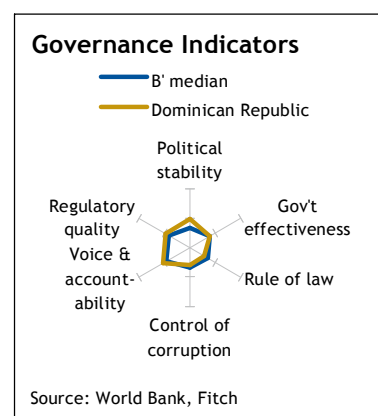 Governance Indicators
B' median
Dominican Republic
Political
stability
Regulatory
quality
Gov't
effectiveness
Voice &
account-
ability
Rule of law
Control of
corruption
Source: World Bank, Fitch